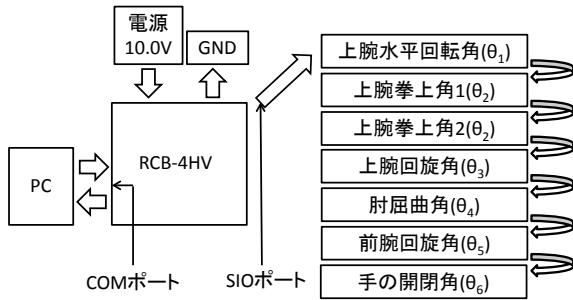 電源
10.0V
GND
RCB-4HV
PC
COMポート
SIOポート
上腕水平回転角(θ₁)
上腕拳上角1(θ₂)
上腕拳上角2(θ₂)
上腕回旋角(θ₃)
肘屈曲角(θ₄)
前腕回旋角(θ₅)
手の開閉角(θ₆)